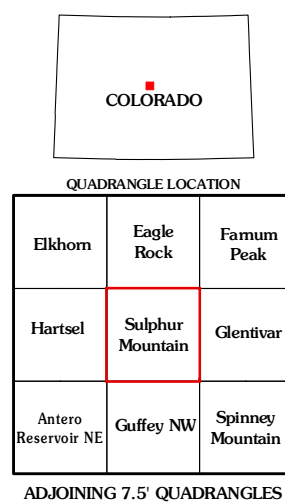 COLORADO
QUADRANGLE LOCATION
Elkhorn
Eagle
Rock
Farnum
Peak
Hartsel
Sulphur
Mountain
Glentivar
Antero
Reservoir NE
Guffey NW
Spinney
Mountain
ADJOINING 7.5' QUADRANGLES